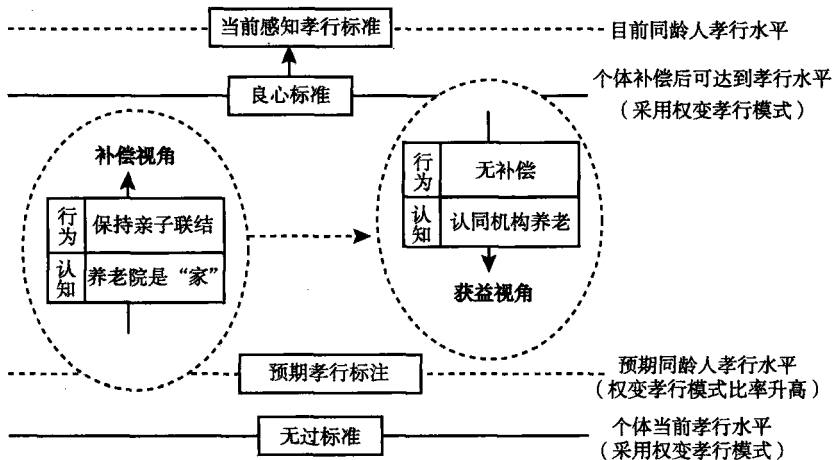 当前感知孝行标准
目前同龄人孝行水平
良心标准
个体补偿后可达到孝行水平
（采用权变孝行模式）
补偿视角
行为
保持亲子联结
认知
养老院是“家”
行为
无补偿
认知
认同机构养老
获益视角
预期孝行标注
预期同龄人孝行水平
（权变孝行模式比率升高）
无过标准
个体当前孝行水平
（采用权变孝行模式）